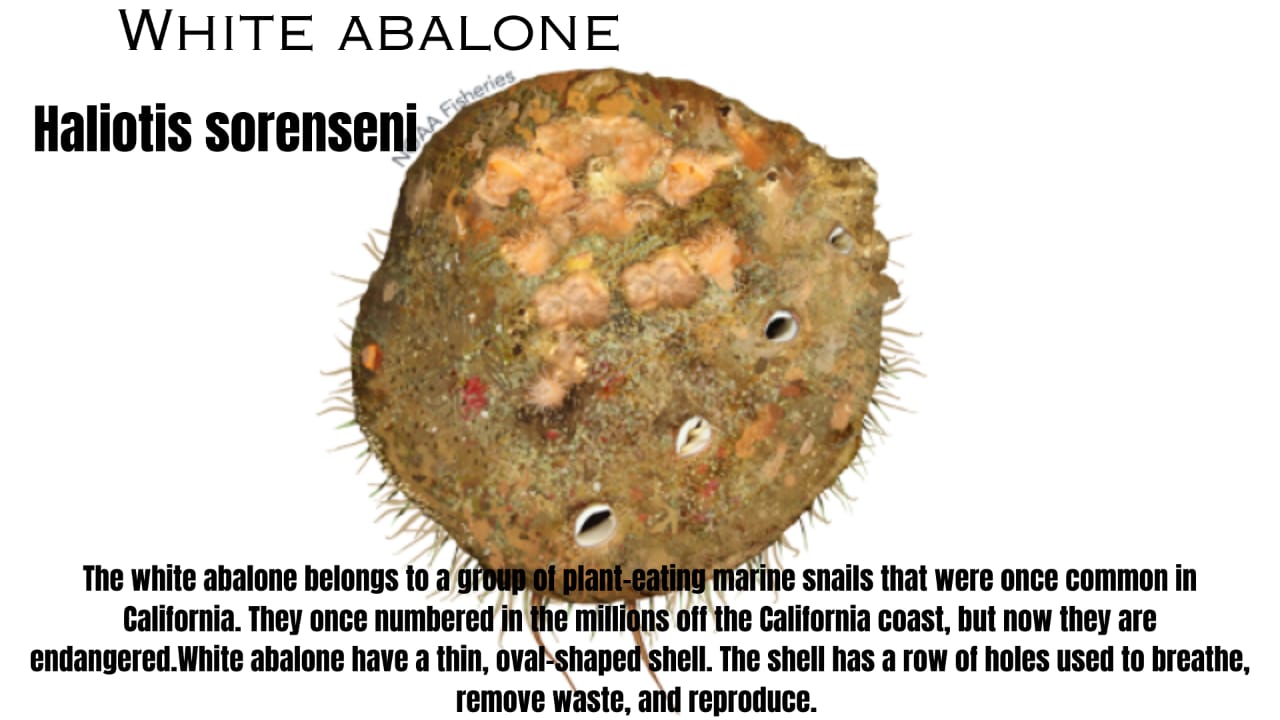 WHITE ABALONE
Haliotis sorenseni
NOAA Fisheries
The white abalone belongs to a group of plant-eating marine snails that were once common in
California. They once numbered in the millions off the California coast, but now they are
endangered.White abalone have a thin, oval-shaped shell. The shell has a row of holes used to breathe,
remove waste, and reproduce.